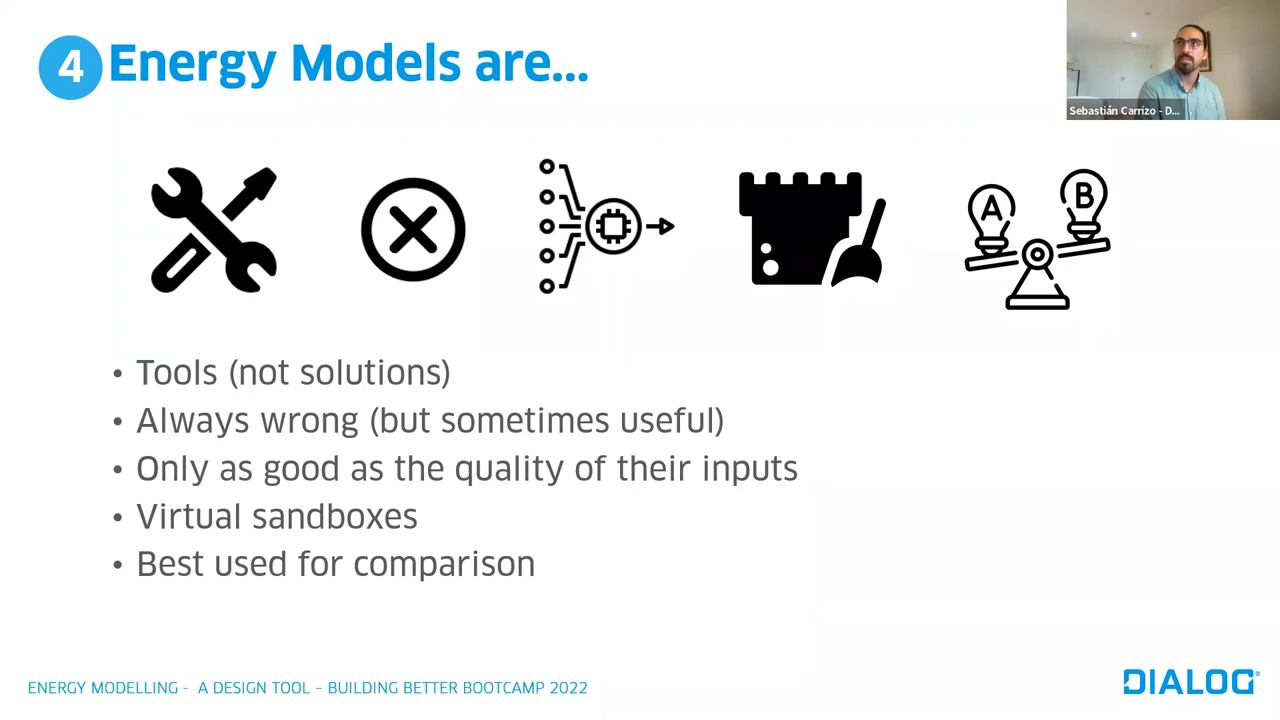 4 Energy Models are...
Sebastián Carrizo - D...
A
B
• Tools (not solutions)
• Always wrong (but sometimes useful)
• Only as good as the quality of their inputs
• Virtual sandboxes
• Best used for comparison
ENERGY MODELLING - A DESIGN TOOL – BUILDING BETTER BOOTCAMP 2022
DIALOG®